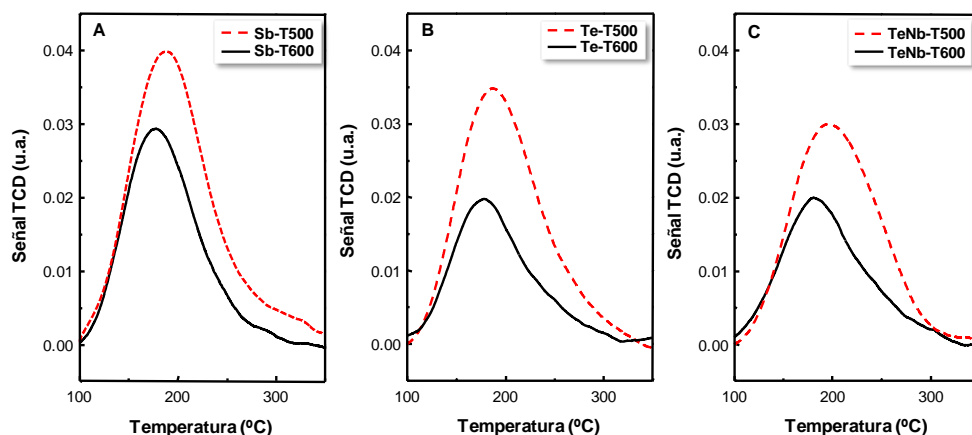 A
Sb-T500
Sb-T600
Señal TCD (u.a.)
0.04
0.03
0.02
0.01
0.00
100
200
300
Temperatura (ºC)
B
Te-T500
Te-T600
Señal TCD (u.a.)
0.04
0.03
0.02
0.01
0.00
100
200
300
Temperatura (ºC)
C
TeNb-T500
TeNb-T600
Señal TCD (u.a.)
0.04
0.03
0.02
0.01
0.00
100
200
300
Temperatura (ºC)